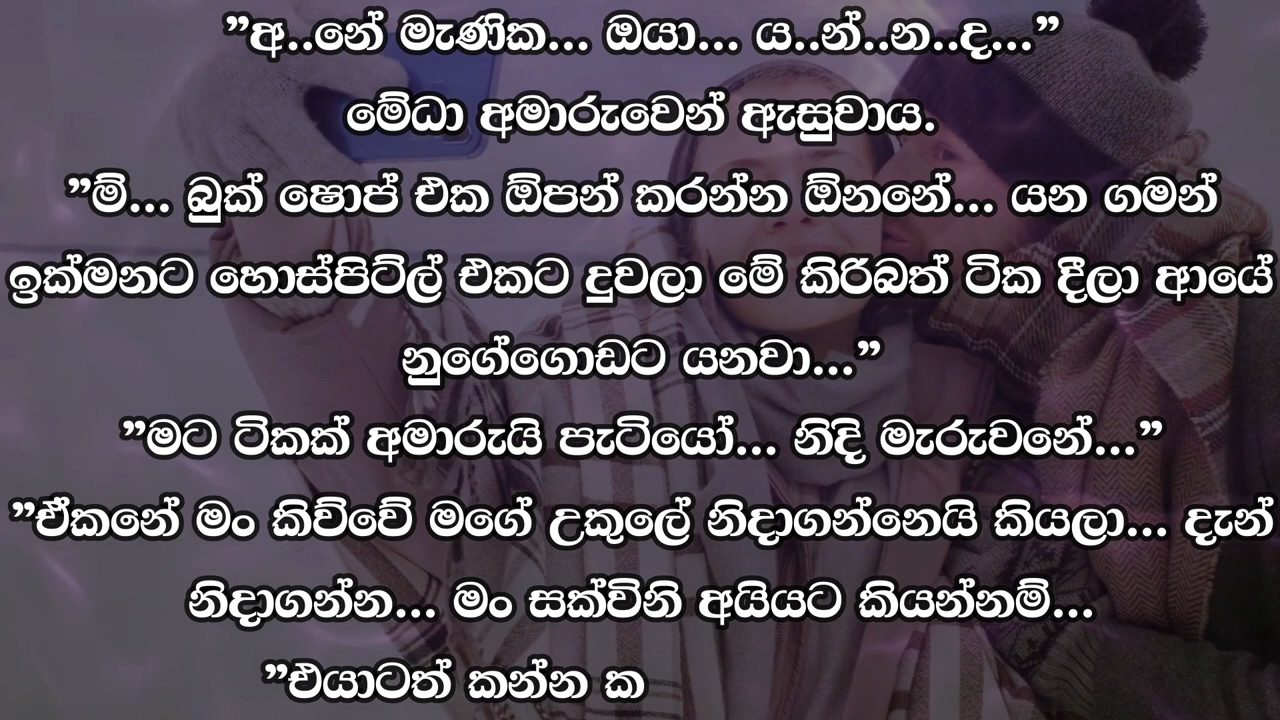 ”අ..නේ මැණික... ඔයා... ය..න්..න..ද...”
මේධා අමාරුවෙන් ඇසුවාය.
”ම්... බුක් ෂොප් එක ඕපන් කරන්න ඕනනේ... යන ගමන්
ඉක්මනට හොස්පිට්ල් එකට දුවලා මේ කිරිබත් ටික දීලා ආයේ
නුගේගොඩට යනවා...”
”මට ටිකක් අමාරුයි පැටියෝ... නිදි මැරුවනේ...”
”ඒකනේ මං කිව්වේ මගේ උකුලේ නිදාගන්නෙයි කියලා... දැන්
නිදාගන්න... මං සක්විනි අයියට කියන්නම්...
”එයාටත් කන්න ක